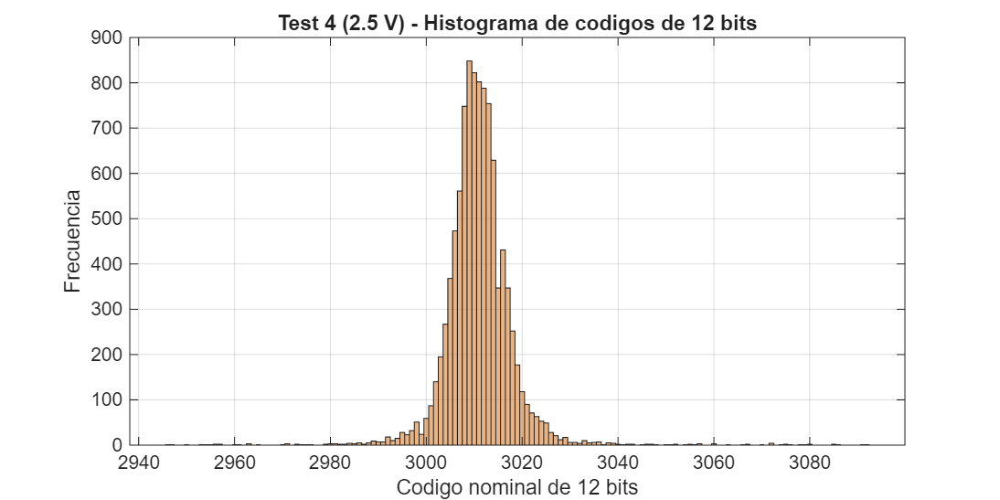 Test 4 (2.5 V) - Histograma de codigos de 12 bits
900
800
700
600
500
400
300
200
100
0
Frecuencia
2940 2960 2980 3000 3020 3040 3060 3080
Codigo nominal de 12 bits